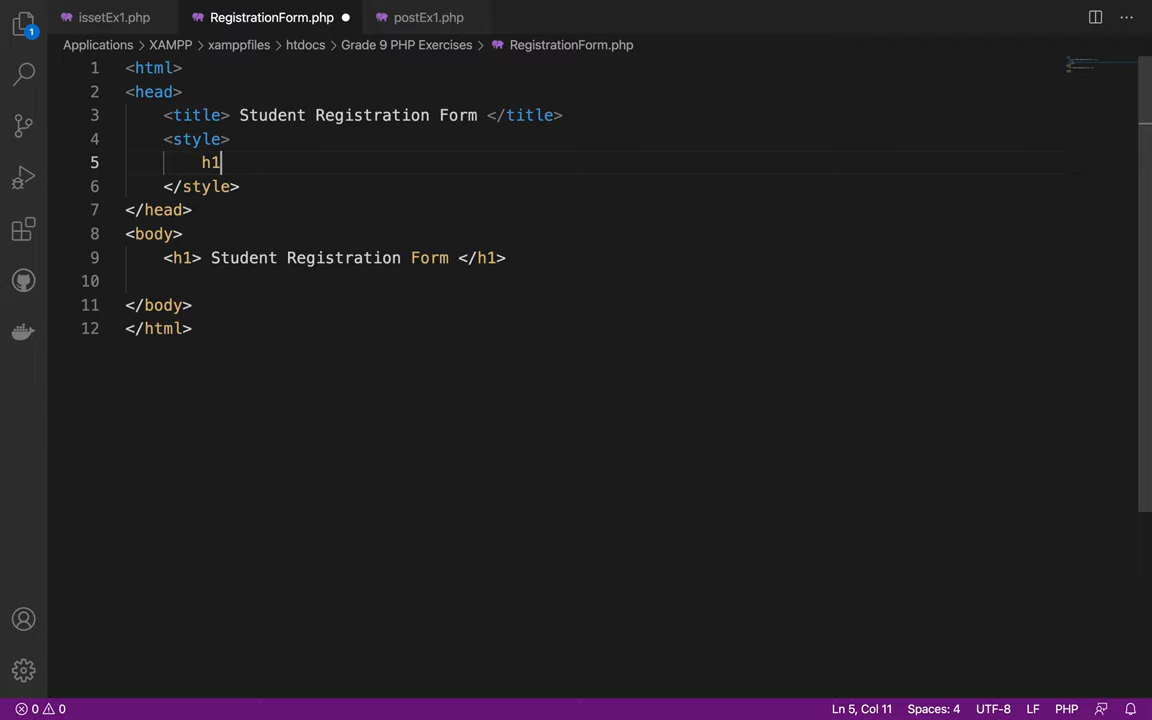 1
issetEx1.php
RegistrationForm.php
postEx1.php
Applications > XAMPP > xamppfiles > htdocs > Grade 9 PHP Exercises > RegistrationForm.php
1 <html>
2 <head>
3 <title> Student Registration Form </title>
4 <style>
5 h1
6 </style>
7 </head>
8 <body>
9 <h1> Student Registration Form </h1>
10
11 </body>
12 </html>
0 0 Ln 5, Col 11 Spaces: 4 UTF-8 LF PHP